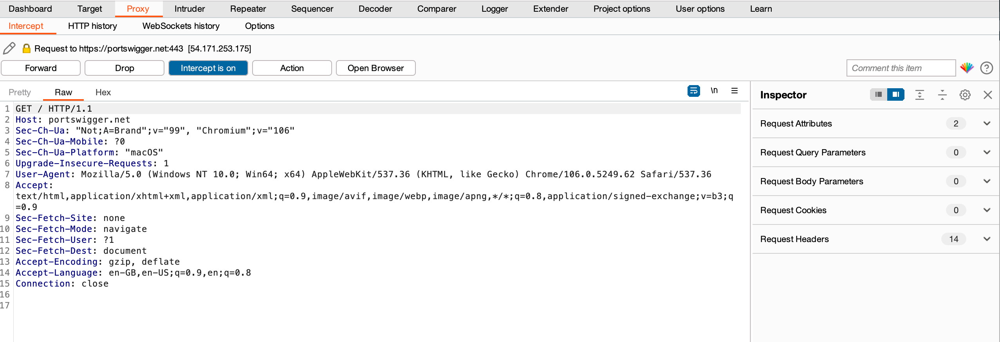 Dashboard Target Proxy Intruder Repeater Sequencer Decoder Comparer Logger Extender Project options User options Learn
Intercept HTTP history WebSockets history Options
Request to https://portswigger.net:443 [54.171.253.175]
Forward Drop Intercept is on Action Open Browser Comment this item ?
Pretty Raw Hex \n
Inspector
1 GET / HTTP/1.1
2 Host: portswigger.net
3 Sec-Ch-Ua: "Not;A=Brand";v="99", "Chromium";v="106"
4 Sec-Ch-Ua-Mobile: ?0
5 Sec-Ch-Ua-Platform: "macOS"
6 Upgrade-Insecure-Requests: 1
7 User-Agent: Mozilla/5.0 (Windows NT 10.0; Win64; x64) AppleWebKit/537.36 (KHTML, like Gecko) Chrome/106.0.5249.62 Safari/537.36
8 Accept:
text/html,application/xhtml+xml,application/xml;q=0.9,image/avif,image/webp,image/apng,*/*;q=0.8,application/signed-exchange;v=b3;q
=0.9
9 Sec-Fetch-Site: none
10 Sec-Fetch-Mode: navigate
11 Sec-Fetch-User: ?1
12 Sec-Fetch-Dest: document
13 Accept-Encoding: gzip, deflate
14 Accept-Language: en-GB,en-US;q=0.9,en;q=0.8
15 Connection: close
16
17
Request Attributes 2
Request Query Parameters 0
Request Body Parameters 0
Request Cookies 0
Request Headers 14